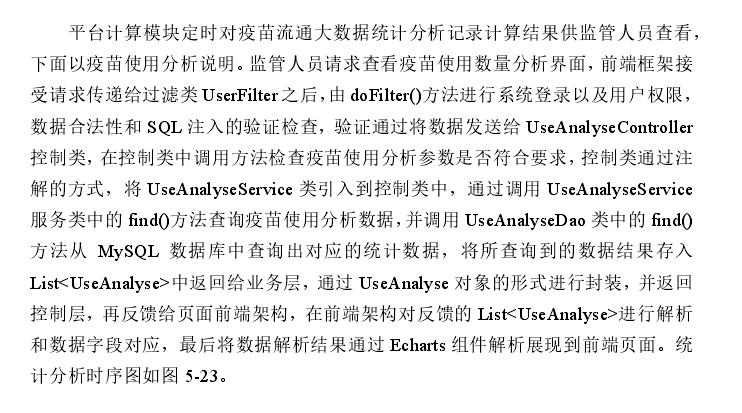 平台计算模块定时对疫苗流通大数据统计分析记录计算结果供监管人员查看，
下面以疫苗使用分析说明。监管人员请求查看疫苗使用数量分析界面，前端框架接
受请求传递给过滤类 UserFilter 之后，由 doFilter()方法进行系统登录以及用户权限，
数据合法性和 SQL 注入的验证检查，验证通过将数据发送给 UseAnalyseController
控制类，在控制类中调用方法检查疫苗使用分析参数是否符合要求，控制类通过注
解的方式，将 UseAnalyseService 类引入到控制类中，通过调用 UseAnalyseService
服务类中的 find()方法查询疫苗使用分析数据，并调用 UseAnalyseDao 类中的 find()
方法从 MySQL 数据库中查询出对应的统计数据，将所查询到的数据结果存入
List<UseAnalyse>中返回给业务层，通过 UseAnalyse 对象的形式进行封装，并返回
控制层，再反馈给页面前端架构，在前端架构对反馈的 List<UseAnalyse>进行解析
和数据字段对应，最后将数据解析结果通过 Echarts 组件解析展现到前端页面。统
计分析时序图如图 5-23。